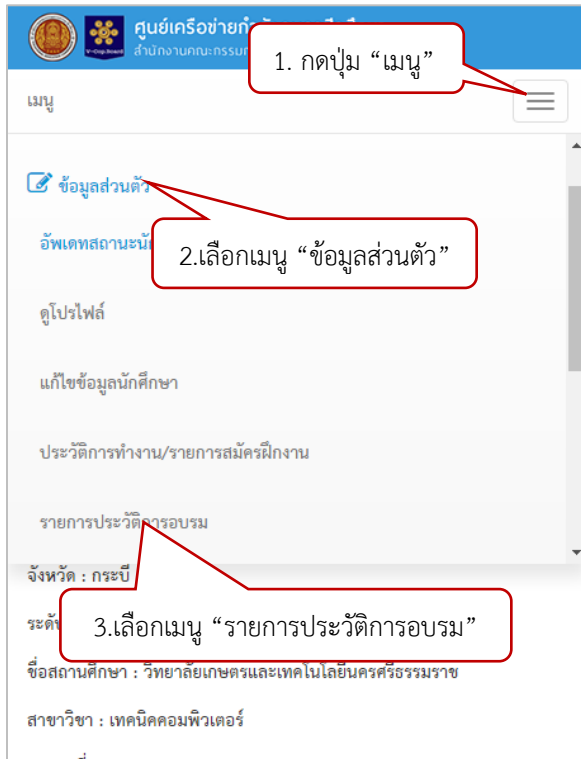 ศูนย์เครือข่าย
สำนักงานคณะกรรม
V-Cop.Board
1. กดปุ่ม “เมนู”
เมนู
ข้อมูลส่วนตัว
อัพเดทสถานะ
2.เลือกเมนู “ข้อมูลส่วนตัว”
ดูโปรไฟล์
แก้ไขข้อมูลนักศึกษา
ประวัติการทำงาน/รายการสมัครฝึกงาน
รายการประวัติการอบรม
จังหวัด : กระบี่
3.เลือกเมนู “รายการประวัติการอบรม”
ชื่อสถานศึกษา : วิทยาลัยเกษตรและเทคโนโลยีนครศรีธรรมราช
สาขาวิชา : เทคนิคคอมพิวเตอร์